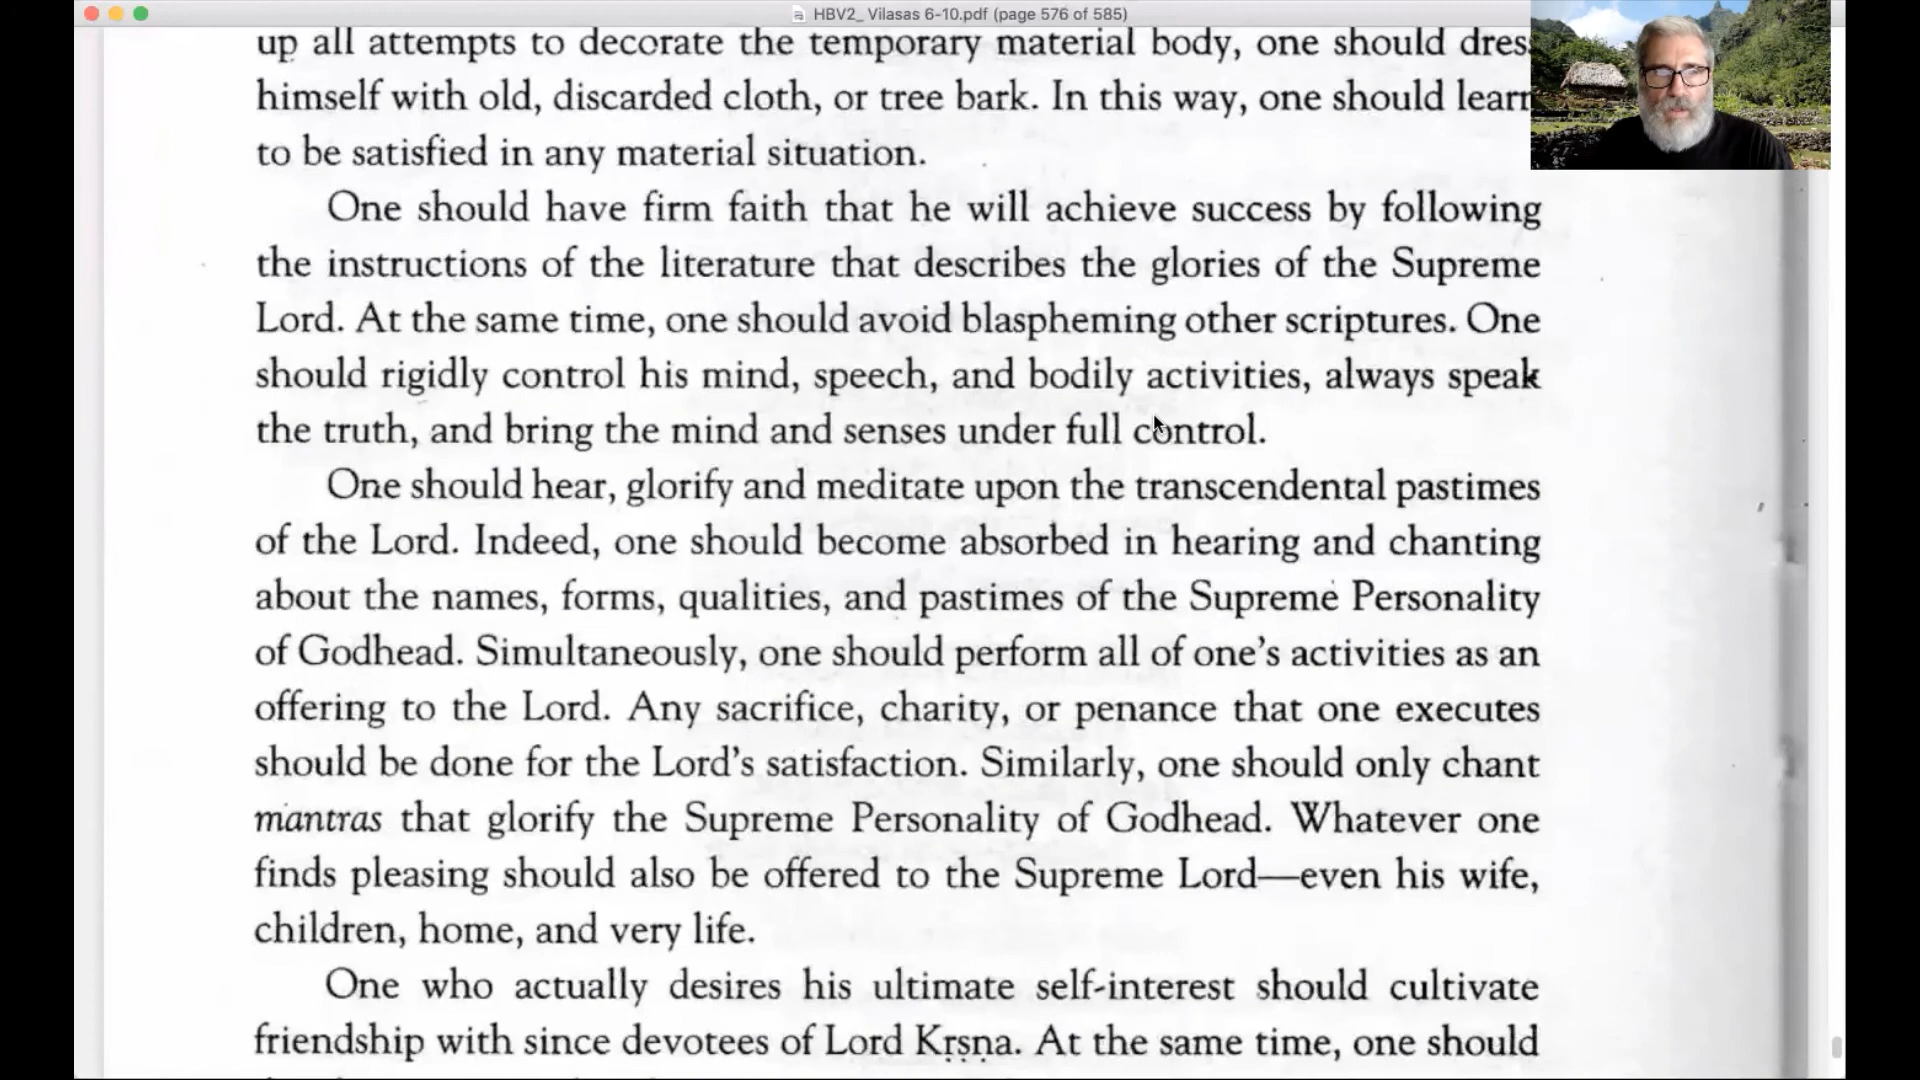 HBV2_ Vilasas 6-10.pdf (page 576 of 585)
up all attempts to decorate the temporary material body, one should dres
himself with old, discarded cloth, or tree bark. In this way, one should learn
to be satisfied in any material situation.
One should have firm faith that he will achieve success by following
the instructions of the literature that describes the glories of the Supreme
Lord. At the same time, one should avoid blaspheming other scriptures. One
should rigidly control his mind, speech, and bodily activities, always speak
the truth, and bring the mind and senses under full control.
One should hear, glorify and meditate upon the transcendental pastimes
of the Lord. Indeed, one should become absorbed in hearing and chanting
about the names, forms, qualities, and pastimes of the Supreme Personality
of Godhead. Simultaneously, one should perform all of one's activities as an
offering to the Lord. Any sacrifice, charity, or penance that one executes
should be done for the Lord's satisfaction. Similarly, one should only chant
mantras that glorify the Supreme Personality of Godhead. Whatever one
finds pleasing should also be offered to the Supreme Lord—even his wife,
children, home, and very life.
One who actually desires his ultimate self-interest should cultivate
friendship with since devotees of Lord Kṛṣṇa. At the same time, one should